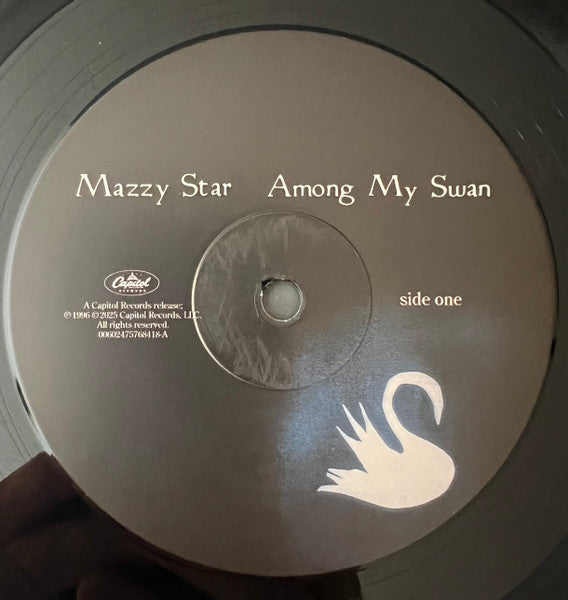 Mazzy Star Among My Swan
Capitol
RECORDS
side one
A Capitol Records release;
℗ 1996 © 2025 Capitol Records, LLC.
All rights reserved.
00602475768418-A